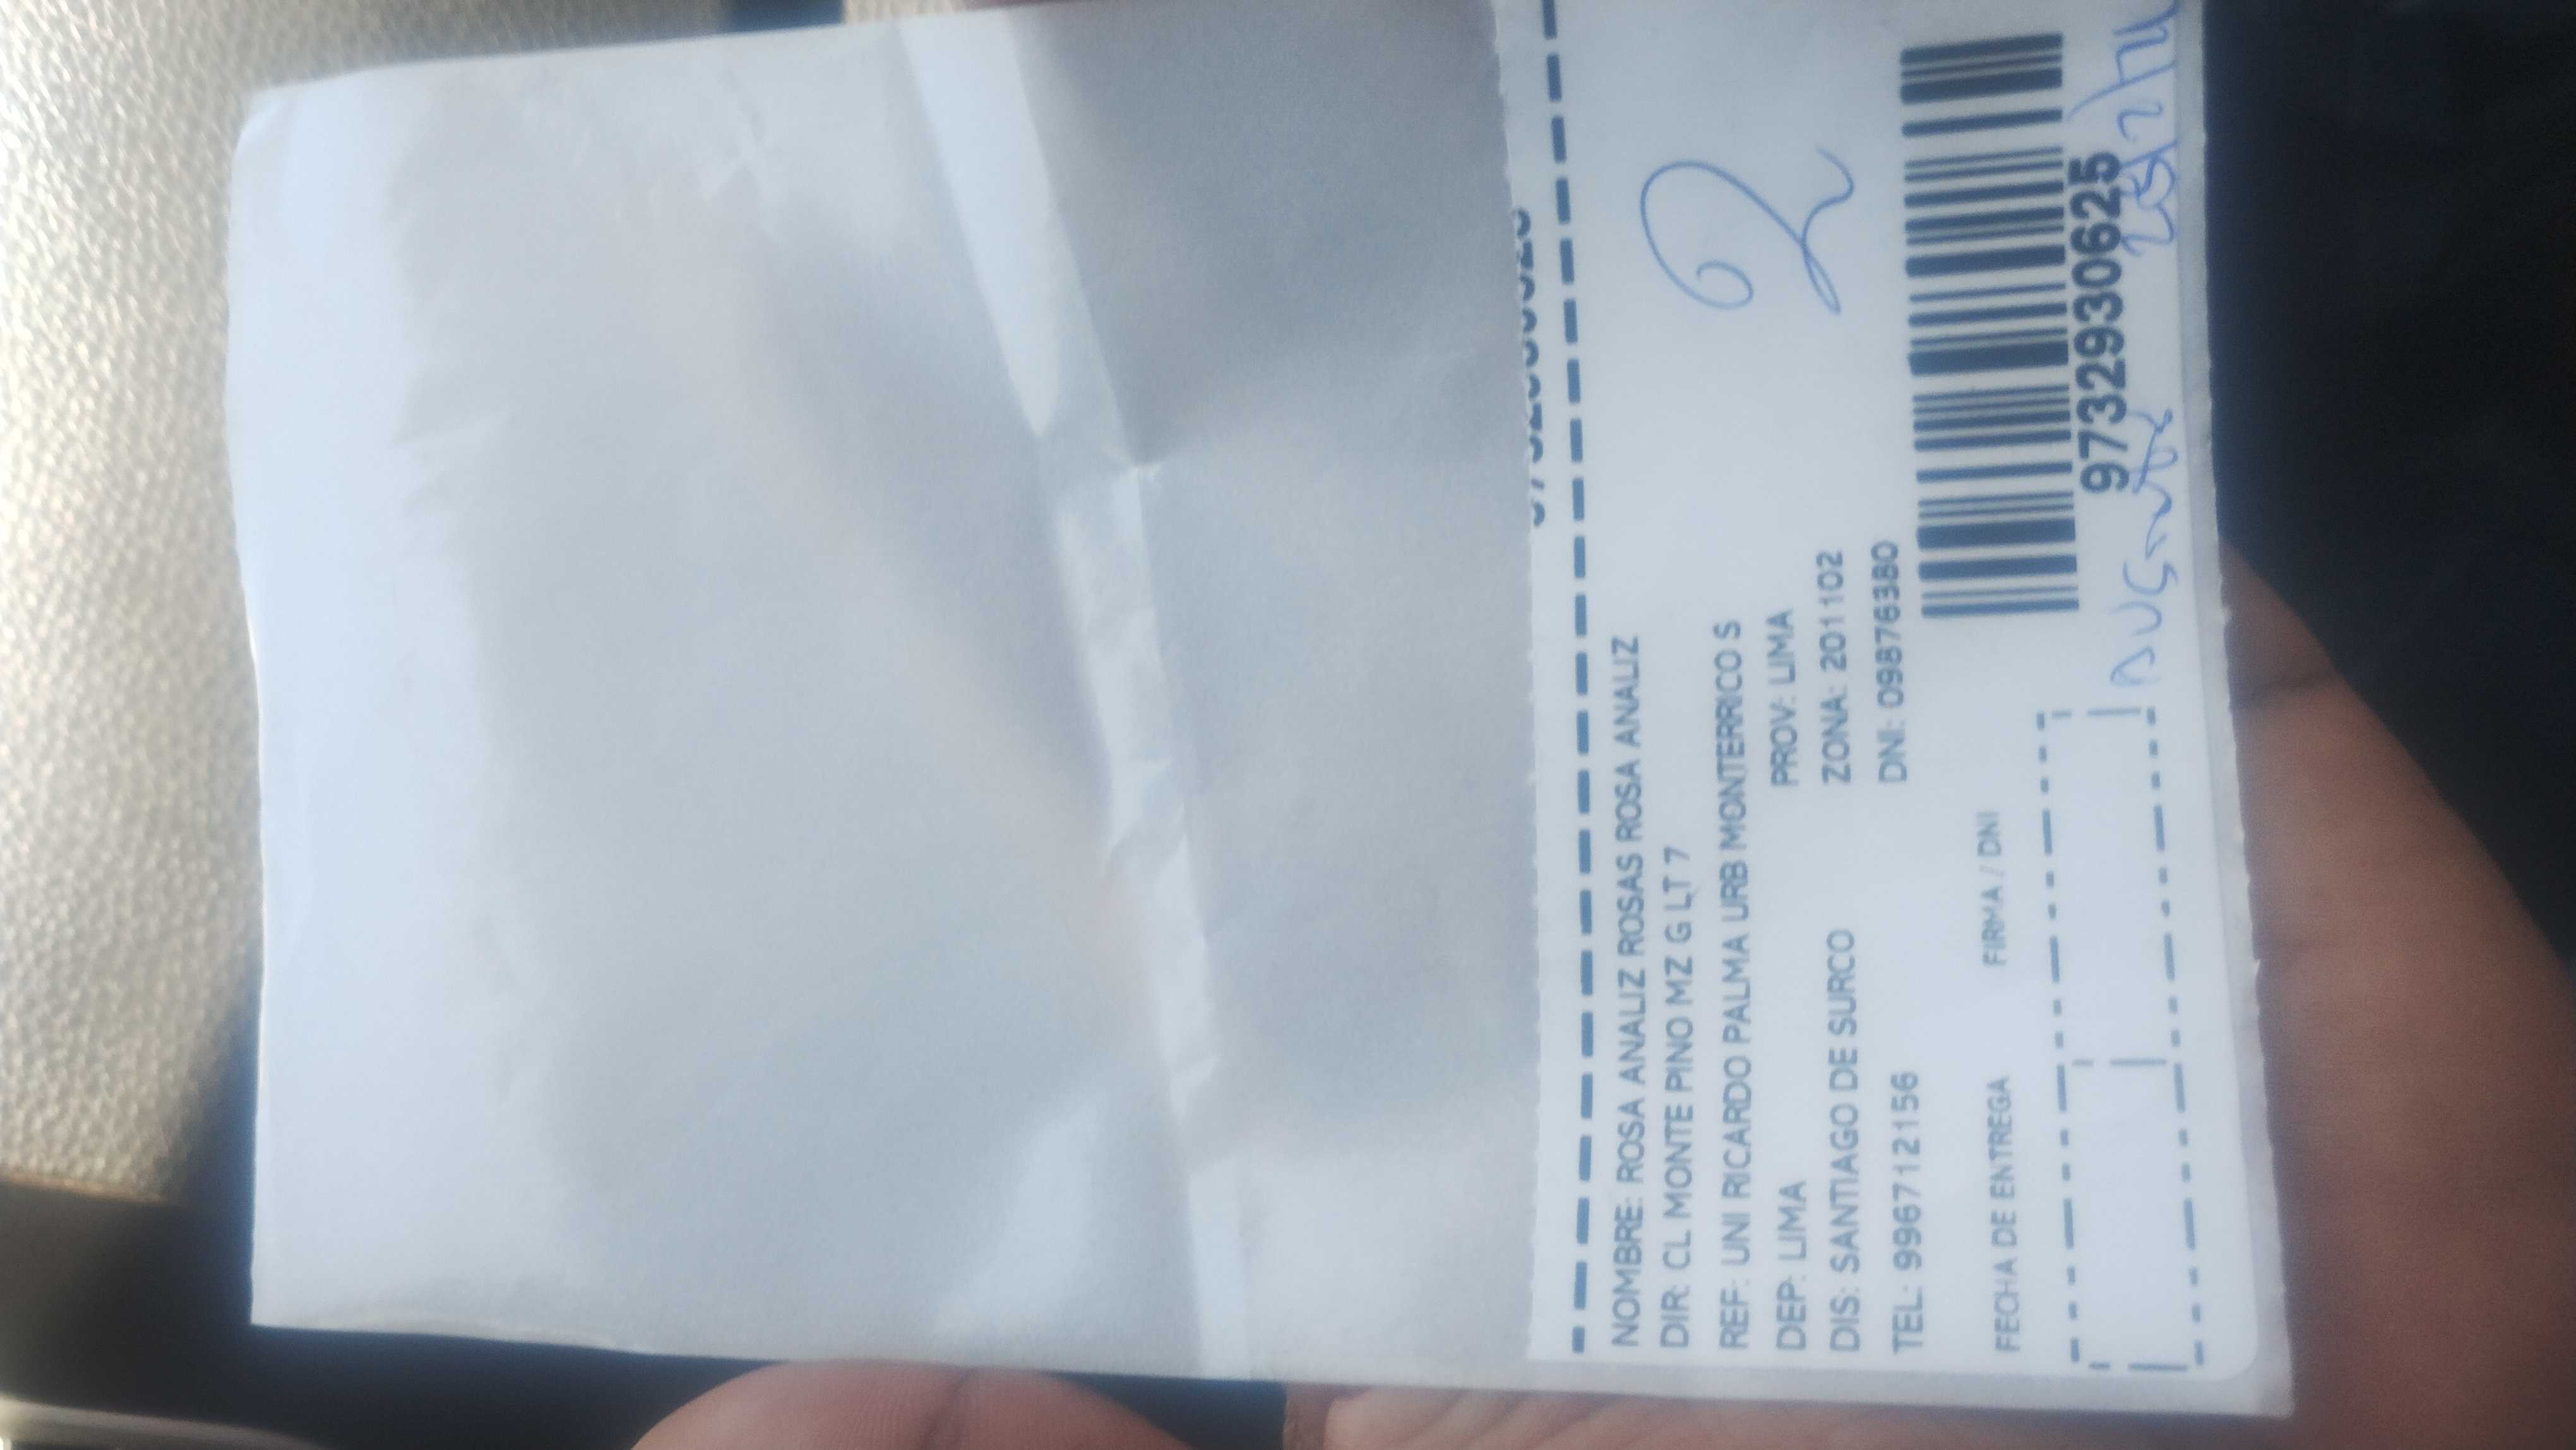 NOMBRE: ROSA ANALIZ ROSAS ROSA ANALIZ
DIR: CL MONTE PINO MZ G LT 7
REF: UNI RICARDO PALMA URB MONTERRICO S
DEP: LIMA PROV: LIMA
DIS: SANTIAGO DE SURCO ZONA: 2011102
TEL: 996712156 DNI: 09876380
2
FECHA DE ENTREGA FIRMA / DNI
9732930625